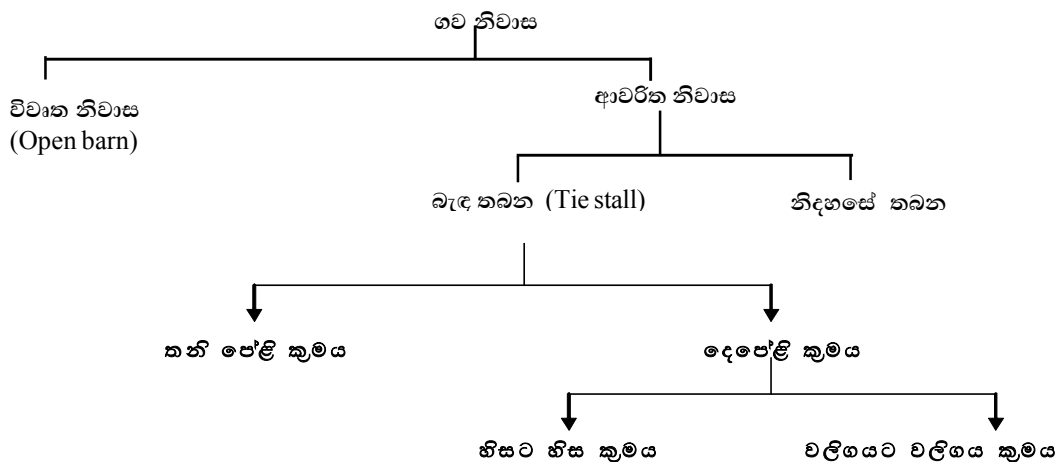 ගව නිවාස
විවෘත නිවාස
(Open barn)
ආවරිත නිවාස
බැඳ තබන (Tie stall)
නිදහසේ තබන
තනි පේළි ක්‍රමය
දෙපේළි ක්‍රමය
හිසට හිස ක්‍රමය
වලිගයට වලිගය ක්‍රමය